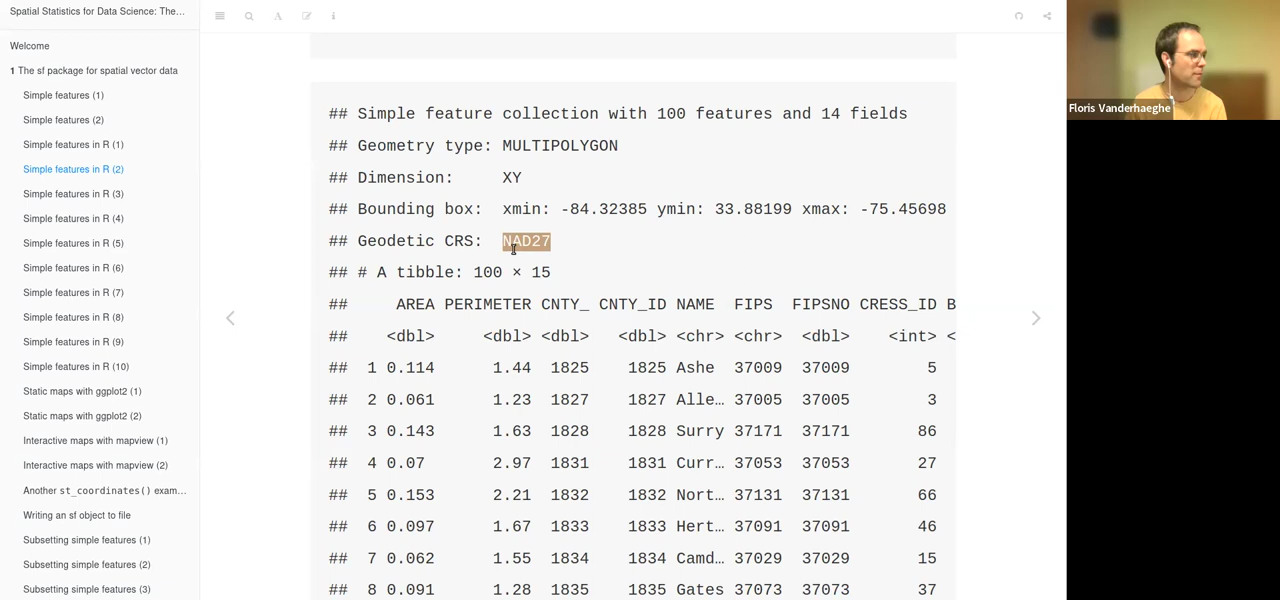 Spatial Statistics for Data Science: The…
Welcome
1 The sf package for spatial vector data
Simple features (1)
Simple features (2)
Simple features in R (1)
Simple features in R (2)
Simple features in R (3)
Simple features in R (4)
Simple features in R (5)
Simple features in R (6)
Simple features in R (7)
Simple features in R (8)
Simple features in R (9)
Simple features in R (10)
Static maps with ggplot2 (1)
Static maps with ggplot2 (2)
Interactive maps with mapview (1)
Interactive maps with mapview (2)
Another st_coordinates() exam…
Writing an sf object to file
Subsetting simple features (1)
Subsetting simple features (2)
Subsetting simple features (3)
## Simple feature collection with 100 features and 14 fields
## Geometry type: MULTIPOLYGON
## Dimension:     XY
## Bounding box:  xmin: -84.32385 ymin: 33.88199 xmax: -75.45698
## Geodetic CRS:  NAD27
## # A tibble: 100 × 15
##     AREA PERIMETER CNTY_ CNTY_ID NAME  FIPS  FIPSNO CRESS_ID B
##    <dbl>     <dbl> <dbl>   <dbl> <chr> <chr>  <dbl>    <int> <
##  1 0.114      1.44  1825    1825 Ashe  37009  37009        5
##  2 0.061      1.23  1827    1827 Alle… 37005  37005        3
##  3 0.143      1.63  1828    1828 Surry 37171  37171       86
##  4 0.07       2.97  1831    1831 Curr… 37053  37053       27
##  5 0.153      2.21  1832    1832 Nort… 37131  37131       66
##  6 0.097      1.67  1833    1833 Hert… 37091  37091       46
##  7 0.062      1.55  1834    1834 Camd… 37029  37029       15
##  8 0.091      1.28  1835    1835 Gates 37073  37073       37
Floris Vanderhaeghe